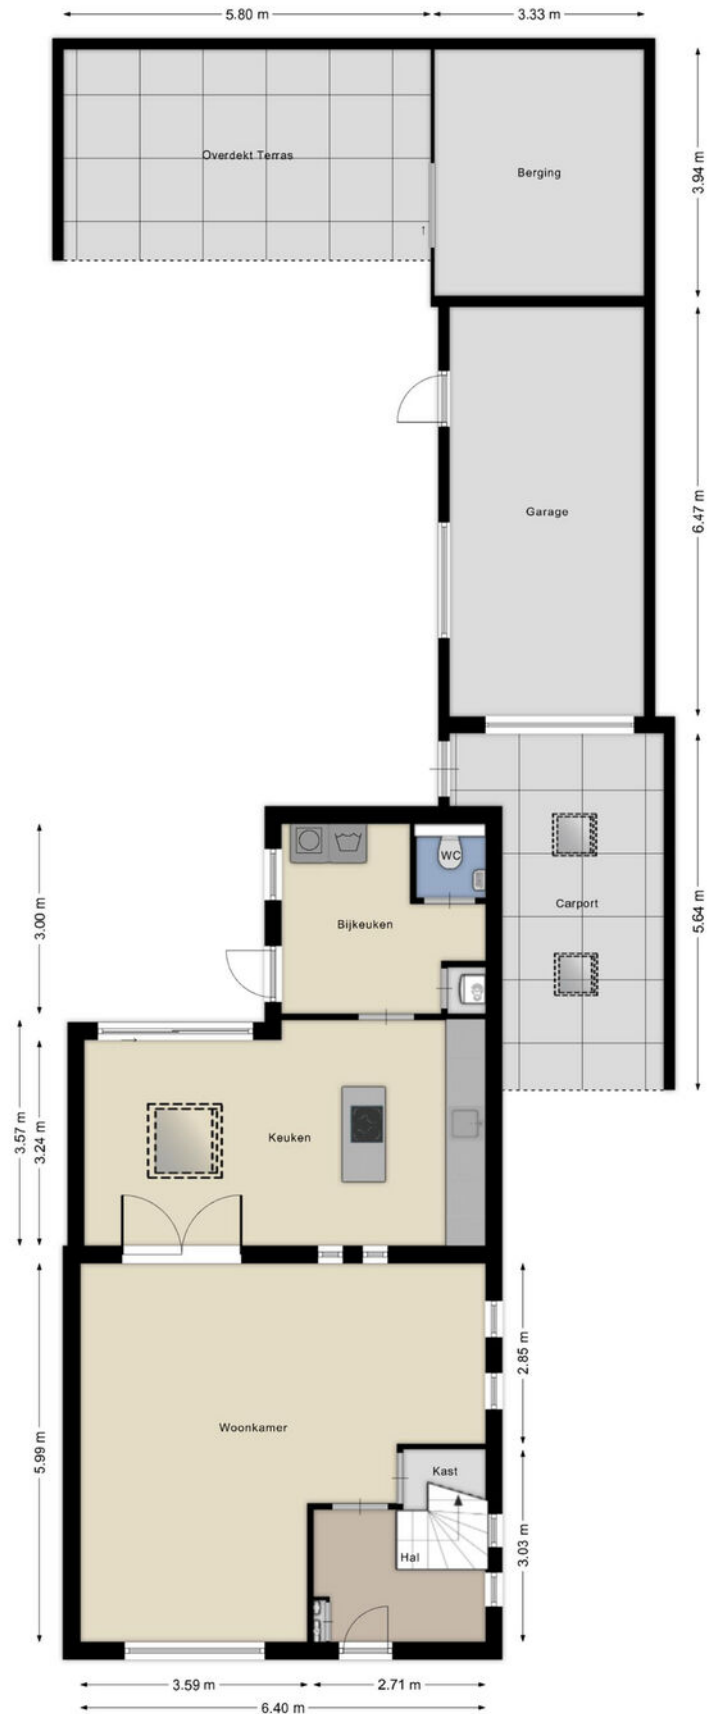 5.80 m
3.33 m
Overdekt Terras
Berging
3.94 m
Garage
6.47 m
WC
Bijkeuken
Carport
3.00 m
5.64 m
Keuken
3.57 m
3.24 m
2.85 m
Woonkamer
5.99 m
Kast
Hal
3.03 m
3.59 m
2.71 m
6.40 m